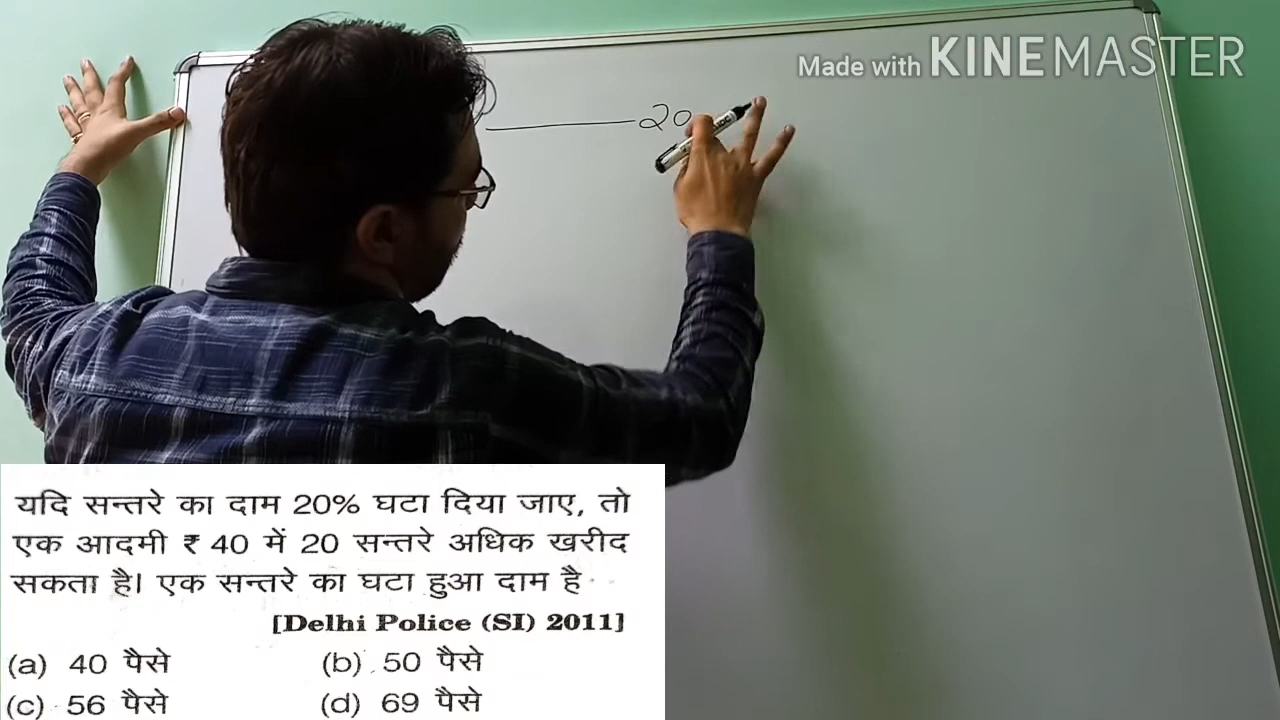 Made with KINEMASTER
20
यदि सन्तरे का दाम 20% घटा दिया जाए, तो
एक आदमी ₹ 40 में 20 सन्तरे अधिक खरीद
सकता है। एक सन्तरे का घटा हुआ दाम है
[Delhi Police (SI) 2011]
(a) 40 पैसे (b) 50 पैसे
(c) 56 पैसे (d) 69 पैसे